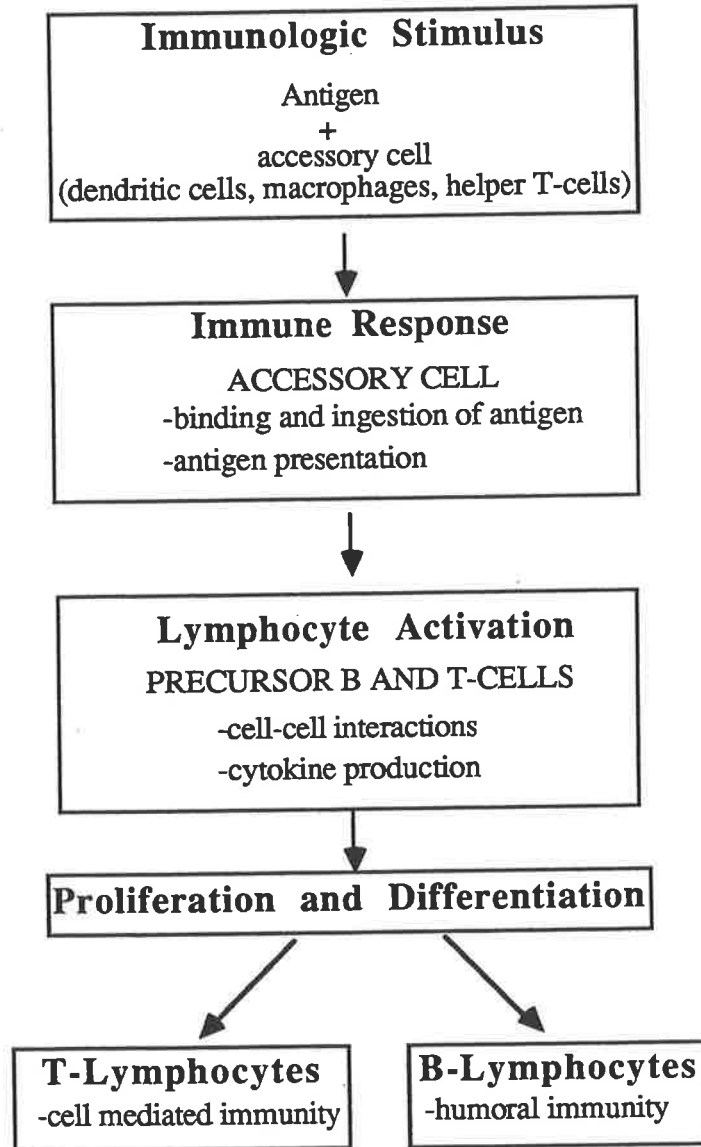 Immunologic Stimulus
Antigen
+
accessory cell
(dendritic cells, macrophages, helper T-cells)
Immune Response
ACCESSORY CELL
-binding and ingestion of antigen
-antigen presentation
Lymphocyte Activation
PRECURSOR B AND T-CELLS
-cell-cell interactions
-cytokine production
Proliferation and Differentiation
T-Lymphocytes
-cell mediated immunity
B-Lymphocytes
-humoral immunity